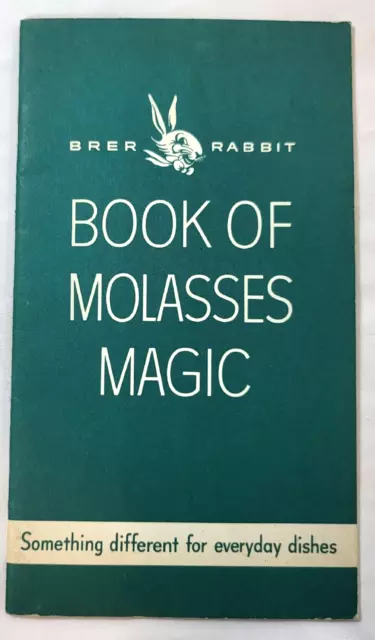 BRER RABBIT
BOOK OF
MOLASSES
MAGIC
Something different for everyday dishes